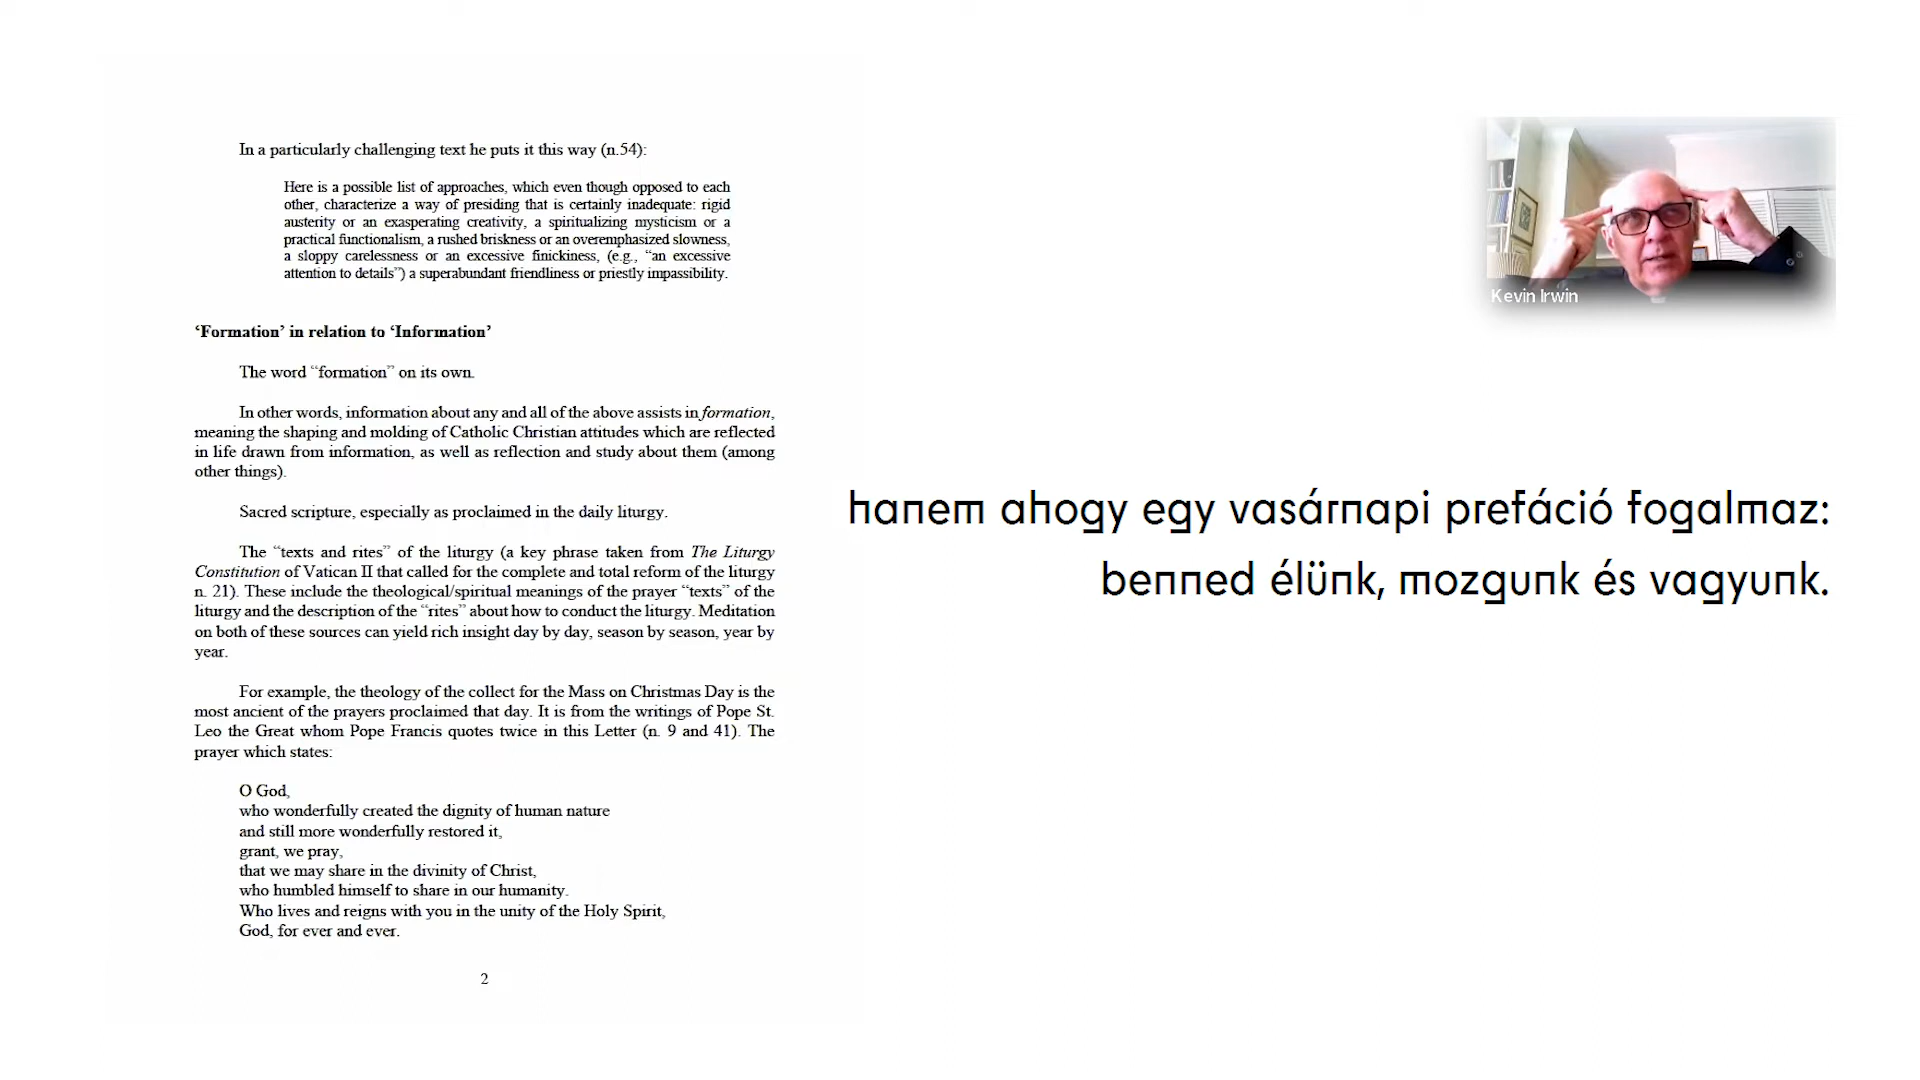 In a particularly challenging text he puts it this way (n.54):
Here is a possible list of approaches, which even though opposed to each
other, characterize a way of presiding that is certainly inadequate: rigid
austerity or an exasperating creativity, a spiritualizing mysticism or a
practical functionalism, a rushed briskness or an overemphasized slowness,
a sloppy carelessness or an excessive finickiness, (e.g., “an excessive
attention to details”) a superabundant friendliness or priestly impassibility.
‘Formation’ in relation to ‘Information’
The word “formation” on its own.
In other words, information about any and all of the above assists in formation,
meaning the shaping and molding of Catholic Christian attitudes which are reflected
in life drawn from information, as well as reflection and study about them (among
other things).
Sacred scripture, especially as proclaimed in the daily liturgy.
The “texts and rites” of the liturgy (a key phrase taken from The Liturgy
Constitution of Vatican II that called for the complete and total reform of the liturgy
n. 21). These include the theological/spiritual meanings of the prayer “texts” of the
liturgy and the description of the “rites” about how to conduct the liturgy. Meditation
on both of these sources can yield rich insight day by day, season by season, year by
year.
For example, the theology of the collect for the Mass on Christmas Day is the
most ancient of the prayers proclaimed that day. It is from the writings of Pope St.
Leo the Great whom Pope Francis quotes twice in this Letter (n. 9 and 41). The
prayer which states:
O God,
who wonderfully created the dignity of human nature
and still more wonderfully restored it,
grant, we pray,
that we may share in the divinity of Christ,
who humbled himself to share in our humanity.
Who lives and reigns with you in the unity of the Holy Spirit,
God, for ever and ever.
2
Kevin Irwin
hanem ahogy egy vasárnapi prefáció fogalmaz:
benned élünk, mozgunk és vagyunk.